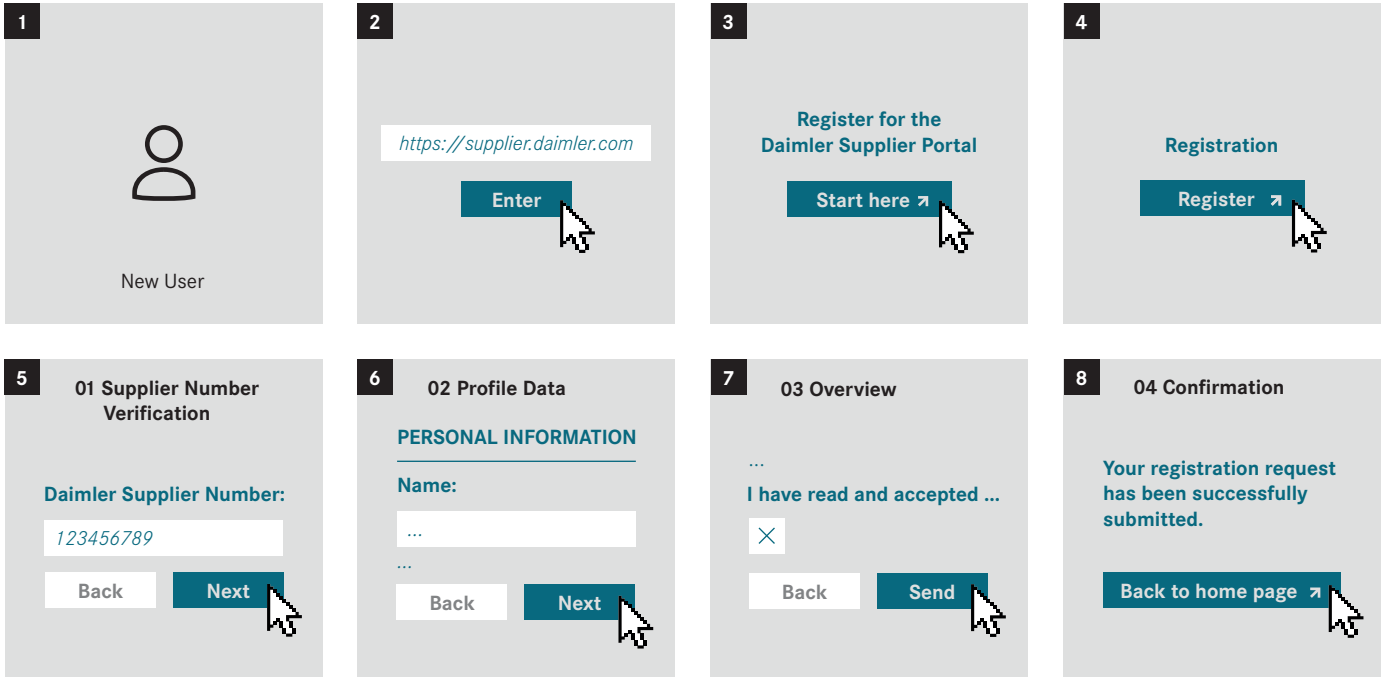 1
New User
2
https://supplier.daimler.com
Enter
3
Register for the
Daimler Supplier Portal
Start here
4
Registration
Register
5
01 Supplier Number
Verification
Daimler Supplier Number:
123456789
Back
Next
6
02 Profile Data
PERSONAL INFORMATION
Name:
...
...
Back
Next
7
03 Overview
...
I have read and accepted ...
Back
Send
8
04 Confirmation
Your registration request
has been successfully
submitted.
Back to home page